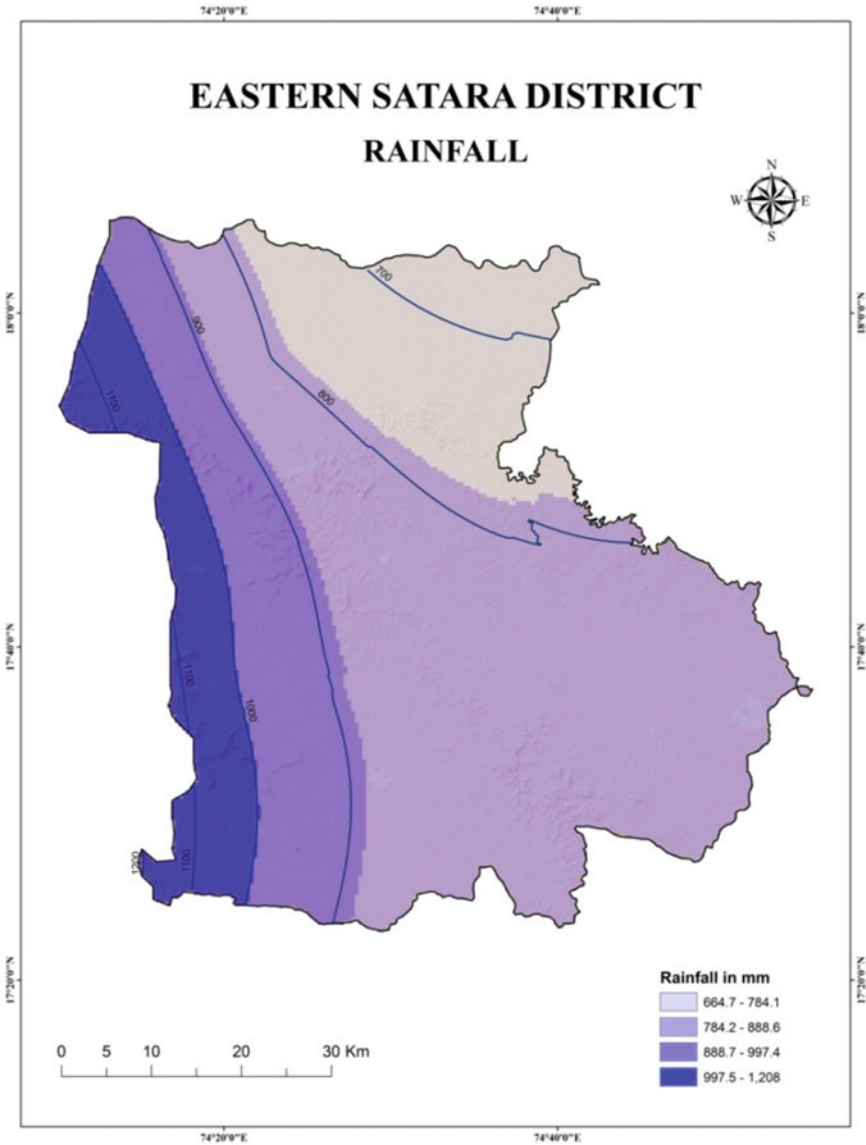 74°20'0"E 74°40'0"E
EASTERN SATARA DISTRICT
RAINFALL
N
W E
S
700
18°0'0"N 18°0'0"N
900
800
1100
17°40'0"N 17°40'0"N
1100
1000
1200
1100
17°20'0"N 17°20'0"N
Rainfall in mm
664.7 - 784.1
784.2 - 888.6
888.7 - 997.4
997.5 - 1,208
0 5 10 20 30 Km
74°20'0"E 74°40'0"E